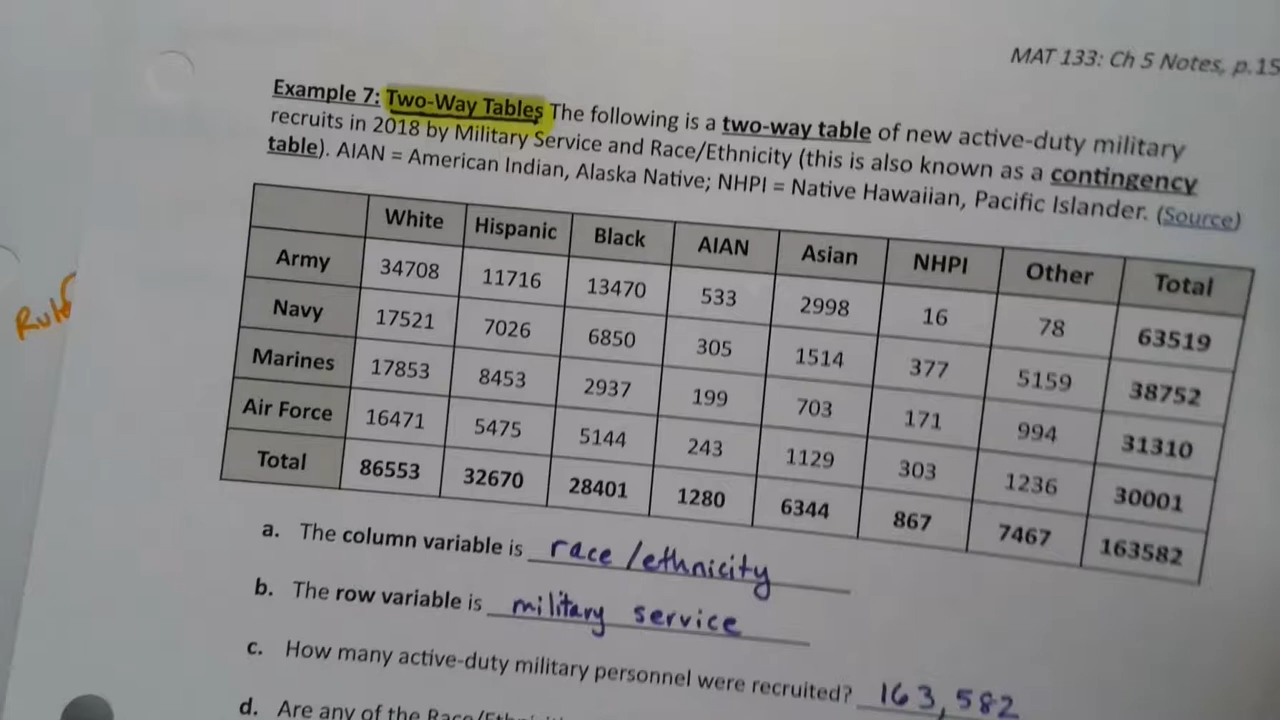 MAT 133: Ch 5 Notes, p.15
Example 7: Two-Way Tables The following is a two-way table of new active-duty military
recruits in 2018 by Military Service and Race/Ethnicity (this is also known as a contingency
table). AIAN = American Indian, Alaska Native; NHPI = Native Hawaiian, Pacific Islander. (Source)
White Hispanic Black AIAN Asian NHPI Other Total
Army 34708 11716 13470 533 2998 16 78 63519
Navy 17521 7026 6850 305 1514 377 5159 38752
Marines 17853 8453 2937 199 703 171 994 31310
Air Force 16471 5475 5144 243 1129 303 1236 30001
Total 86553 32670 28401 1280 6344 867 7467 163582
a. The column variable is race/ethnicity
b. The row variable is military service
c. How many active-duty military personnel were recruited? 163,582
d. Are any of the